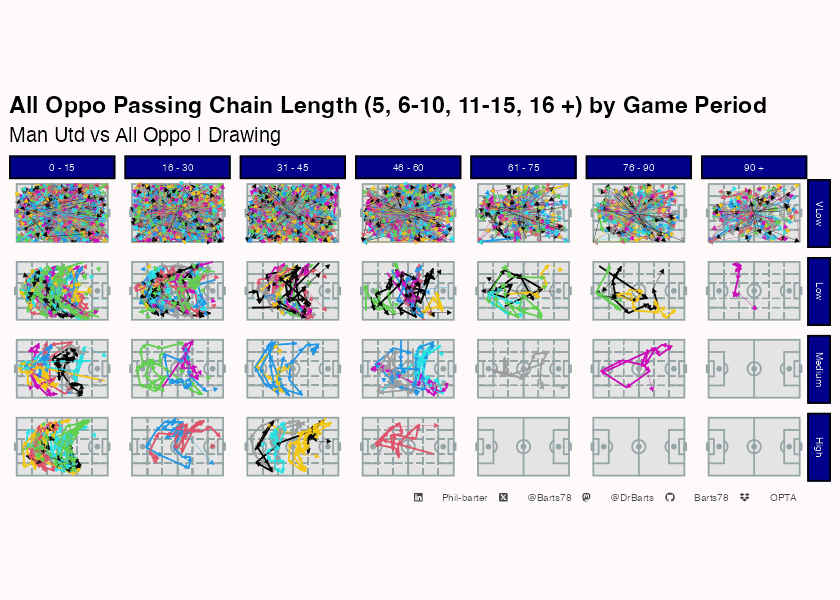 All Oppo Passing Chain Length (5, 6-10, 11-15, 16 +) by Game Period
Man Utd vs All Oppo I Drawing
0 - 15 16 - 30 31 - 45 46 - 60 61 - 75 76 - 90 90 +
VLow
Low
Medium
High
Phil-barter @Barts78 @DrBarts Barts78 OPTA